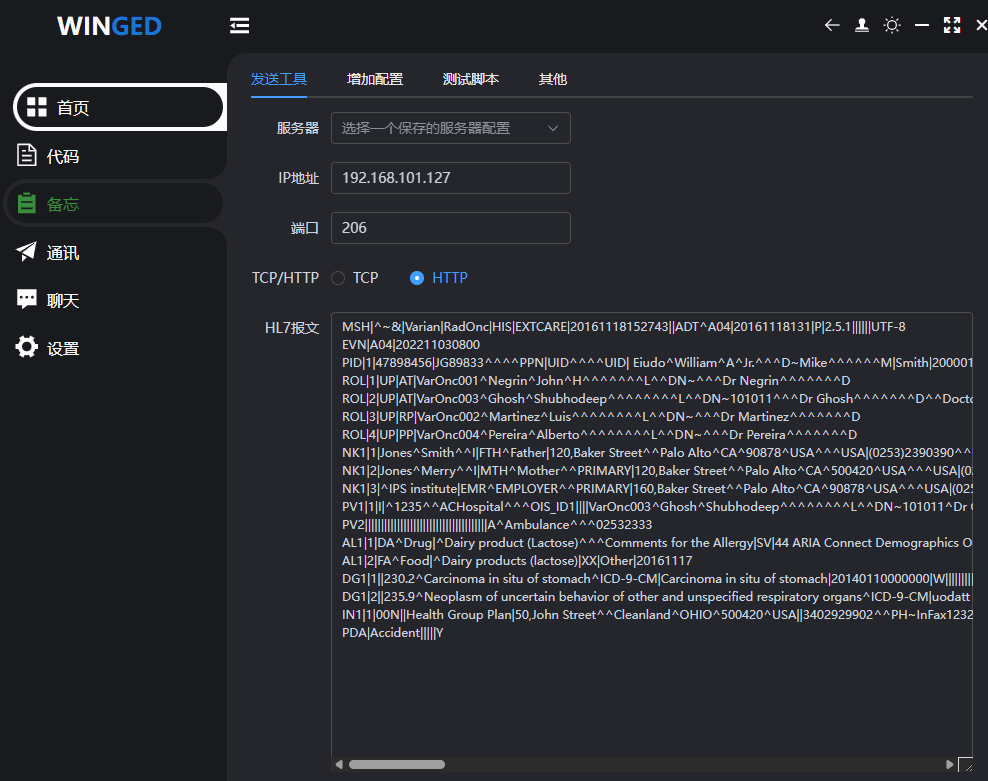 WINGED
首页
代码
备忘
通讯
聊天
设置
发送工具 增加配置 测试脚本 其他
服务器 选择一个保存的服务器配置
IP地址 192.168.101.127
端口 206
TCP/HTTP TCP HTTP
HL7报文
MSH|^~&|Varian|RadOnc|HIS|EXTCARE|20161118152743||ADT^A04|20161118131|P|2.5.1||||||UTF-8
EVN|A04|202211030800
PID|1|47898456|JG89833^^^^PPN|UID^^^^UID| Eiudo^William^A^Jr.^^^D~Mike^^^^^^M|Smith|200001
ROL|1|UP|AT|VarOnc001^Negrin^John^H^^^^^^^L^^DN~^^^Dr Negrin^^^^^^^D
ROL|2|UP|AT|VarOnc003^Ghosh^Shubhodeep^^^^^^^^L^^DN~101011^^^Dr Ghosh^^^^^^^D^^Docto
ROL|3|UP|RP|VarOnc002^Martinez^Luis^^^^^^^^L^^DN~^^^Dr Martinez^^^^^^^D
ROL|4|UP|PP|VarOnc004^Pereira^Alberto^^^^^^^^L^^DN~^^^Dr Pereira^^^^^^^D
NK1|1|Jones^Smith^^I|FTH^Father|120,Baker Street^^Palo Alto^CA^90878^USA^^^USA|(0253)2390390^^
NK1|2|Jones^Merry^^I|MTH^Mother^^PRIMARY|120,Baker Street^^Palo Alto^CA^500420^USA^^^USA|(02
NK1|3|^IPS institute|EMR^EMPLOYER^^PRIMARY|160,Baker Street^^Palo Alto^CA^90878^USA^^^USA|(025
PV1|1|I|^1235^^ACHospital^^^OIS_ID1||||VarOnc003^Ghosh^Shubhodeep^^^^^^^^L^^DN~101011^Dr
PV2||||||||||||||||||||||||||||||||||||||A^Ambulance^^^02532333
AL1|1|DA^Drug|^Dairy product (Lactose)^^^Comments for the Allergy|SV|44 ARIA Connect Demographics O
AL1|2|FA^Food|^Dairy products (lactose)|XX|Other|20161117
DG1|1||230.2^Carcinoma in situ of stomach^ICD-9-CM|Carcinoma in situ of stomach|20140110000000|W|||||||||
DG1|2||235.9^Neoplasm of uncertain behavior of other and unspecified respiratory organs^ICD-9-CM|uodatt
IN1|1|00N||Health Group Plan|50,John Street^^Cleanland^OHIO^500420^USA||3402929902^^PH~InFax1232
PDA|Accident|||||Y